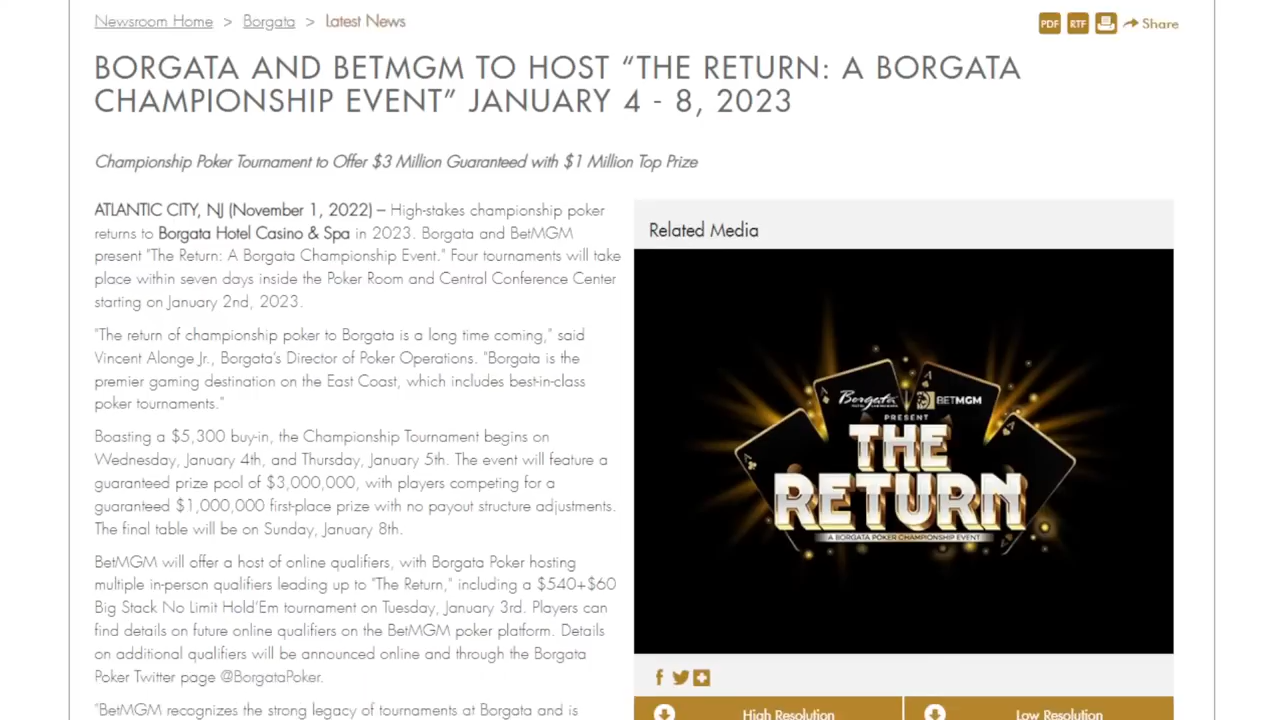 Newsroom Home > Borgata > Latest News
PDF RTF Share
BORGATA AND BETMGM TO HOST “THE RETURN: A BORGATA
CHAMPIONSHIP EVENT” JANUARY 4 - 8, 2023
Championship Poker Tournament to Offer $3 Million Guaranteed with $1 Million Top Prize
ATLANTIC CITY, NJ (November 1, 2022) – High-stakes championship poker
returns to Borgata Hotel Casino & Spa in 2023. Borgata and BetMGM
present "The Return: A Borgata Championship Event." Four tournaments will take
place within seven days inside the Poker Room and Central Conference Center
starting on January 2nd, 2023.
"The return of championship poker to Borgata is a long time coming," said
Vincent Alonge Jr., Borgata's Director of Poker Operations. "Borgata is the
premier gaming destination on the East Coast, which includes best-in-class
poker tournaments."
Boasting a $5,300 buy-in, the Championship Tournament begins on
Wednesday, January 4th, and Thursday, January 5th. The event will feature a
guaranteed prize pool of $3,000,000, with players competing for a
guaranteed $1,000,000 first-place prize with no payout structure adjustments.
The final table will be on Sunday, January 8th.
BetMGM will offer a host of online qualifiers, with Borgata Poker hosting
multiple in-person qualifiers leading up to "The Return," including a $540+$60
Big Stack No Limit Hold'Em tournament on Tuesday, January 3rd. Players can
find details on future online qualifiers on the BetMGM poker platform. Details
on additional qualifiers will be announced online and through the Borgata
Poker Twitter page @BorgataPoker.
"BetMGM recognizes the strong legacy of tournaments at Borgata and is
Related Media
Borgata BETMGM
PRESENT
THE
RETURN
A BORGATA POKER CHAMPIONSHIP EVENT
High Resolution Low Resolution